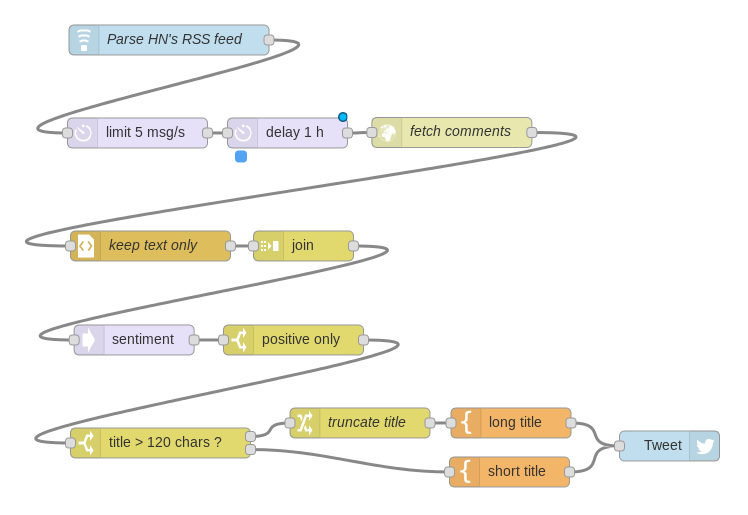 Parse HN's RSS feed
limit 5 msg/s
delay 1 h
fetch comments
keep text only
join
sentiment
positive only
title > 120 chars ?
truncate title
long title
short title
Tweet